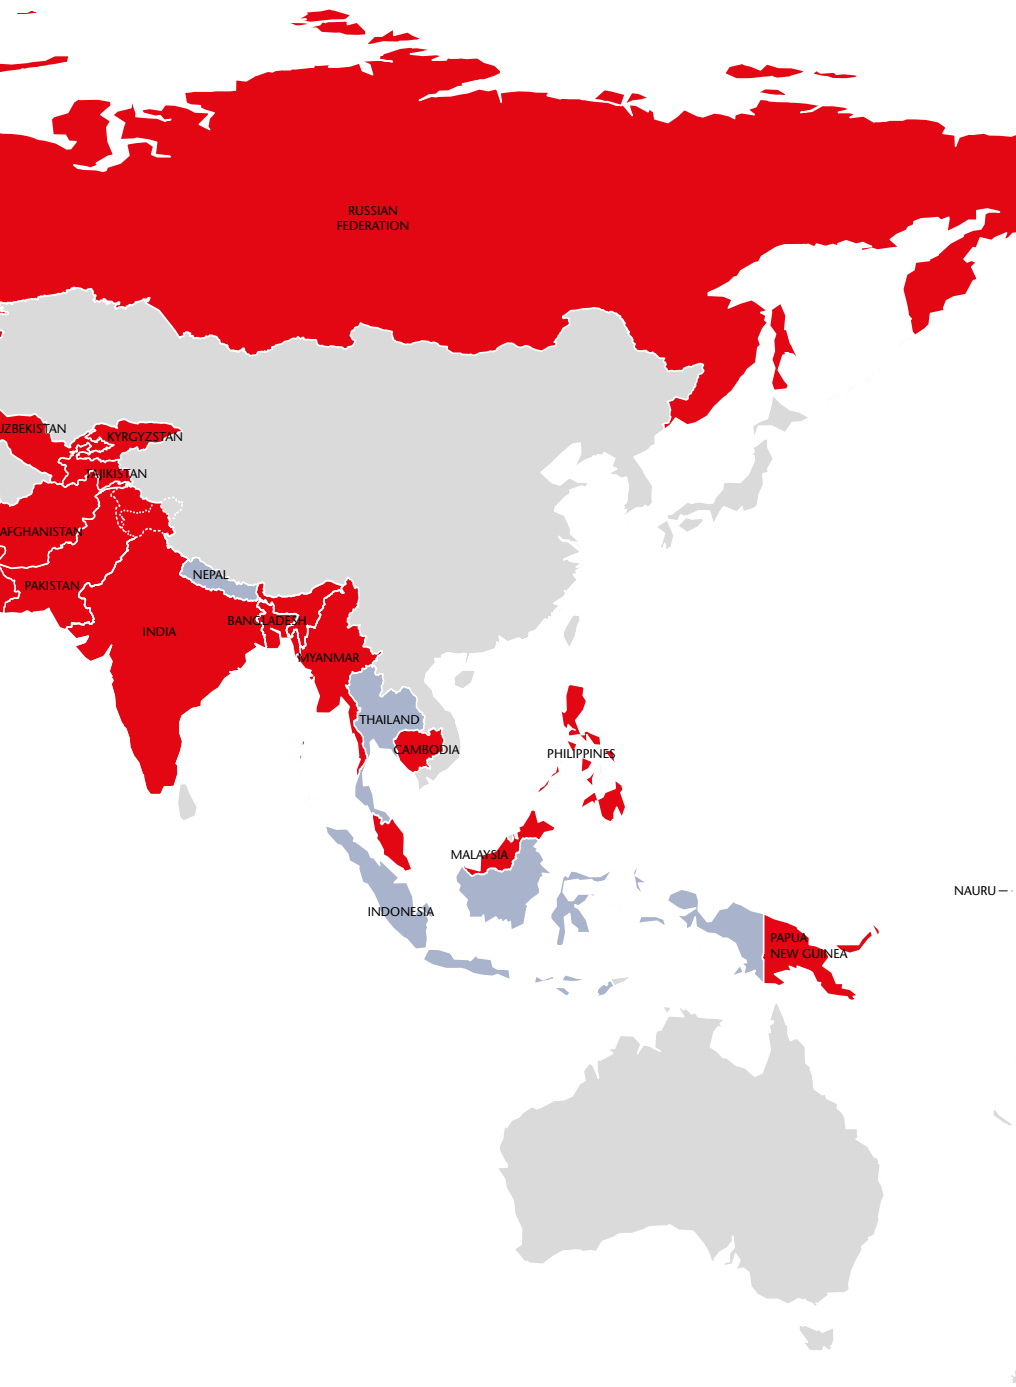 RUSSIAN
FEDERATION
UZBEKISTAN
KYRGYZSTAN
TAJIKISTAN
AFGHANISTAN
NEPAL
PAKISTAN
BANGLADESH
INDIA
MYANMAR
THAILAND
CAMBODIA
PHILIPPINES
MALAYSIA
NAURU
INDONESIA
PAPUA
NEW GUINEA